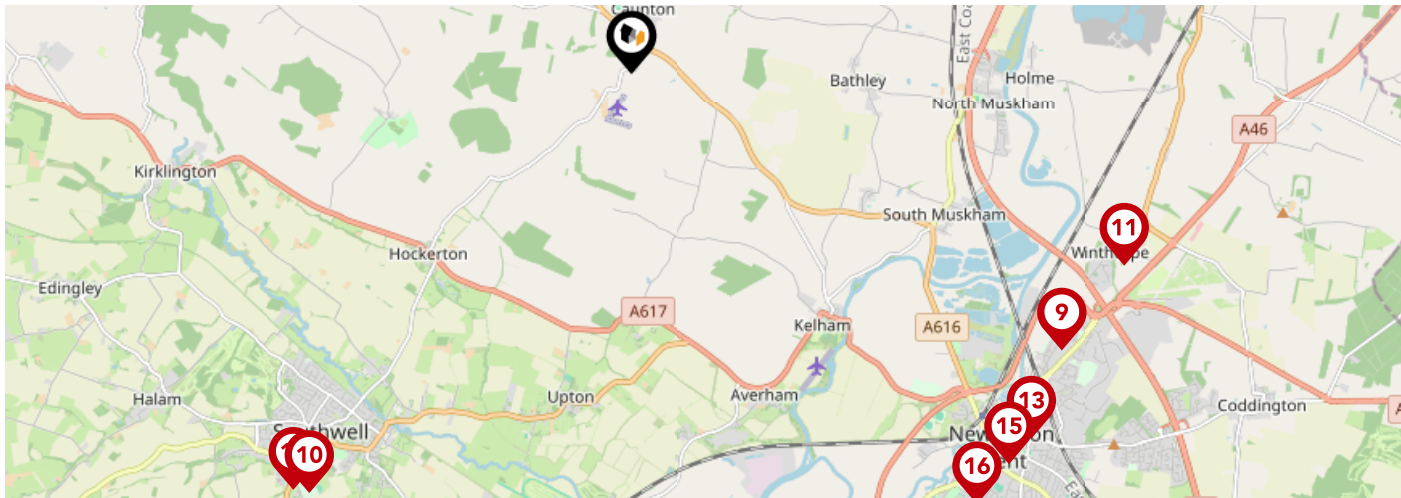 Caunton
East Coa
Bathley
Holme
North Muskham
A46
Kirklington
South Muskham
11
Hockerton
Winthorpe
Edingley
A617
9
Kelham
A616
Halam
Upton
Averham
13
Coddington
15
Southwell
10
16